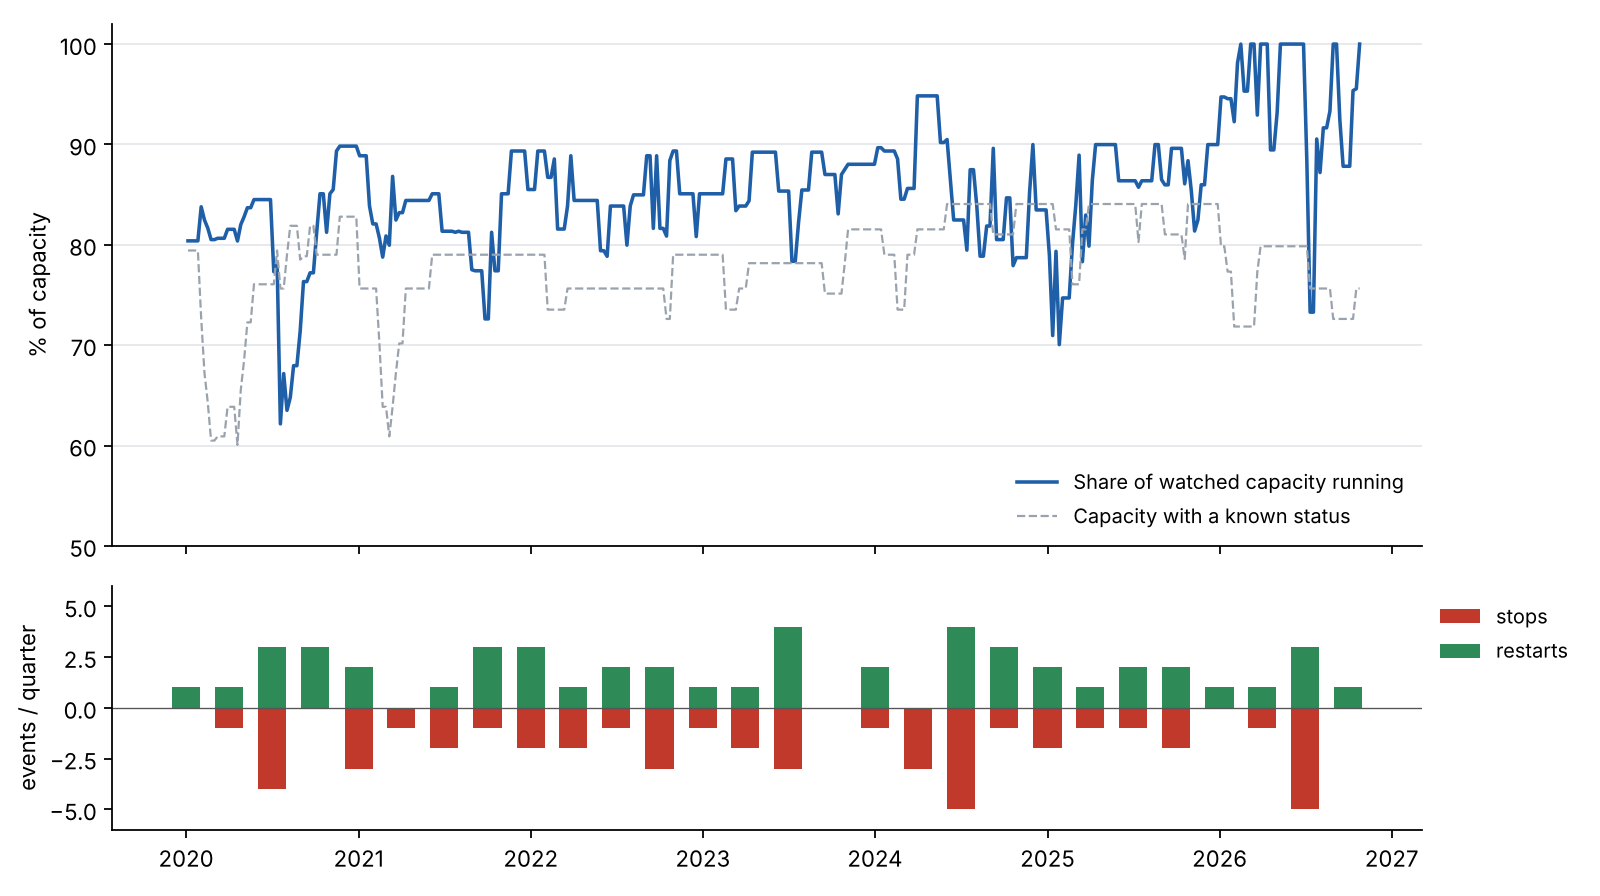 100
90
80
70
60
50
% of capacity
Share of watched capacity running
Capacity with a known status
5.0
2.5
0.0
−2.5
−5.0
events / quarter
stops
restarts
2020 2021 2022 2023 2024 2025 2026 2027